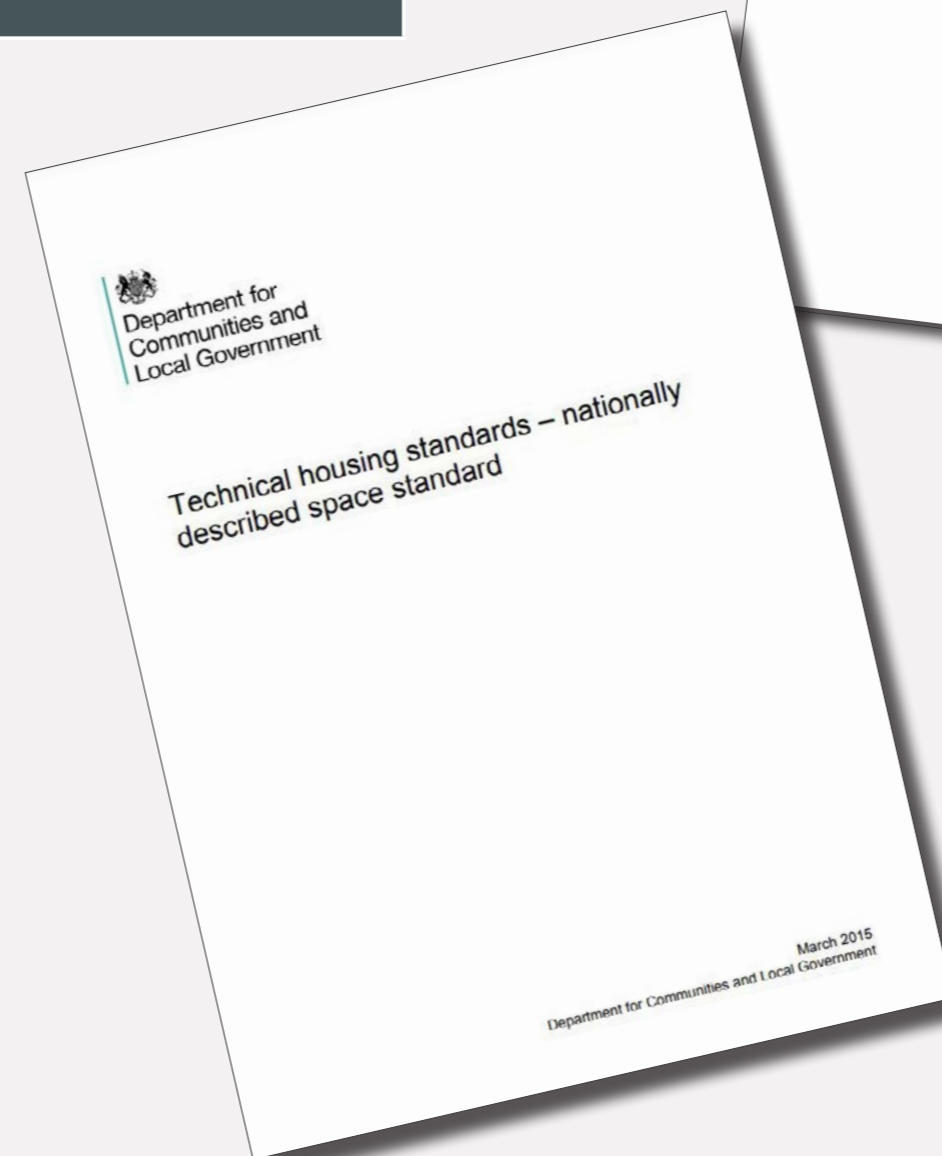 Department for
Communities and
Local Government
Technical housing standards – nationally
described space standard
March 2015
Department for Communities and Local Government